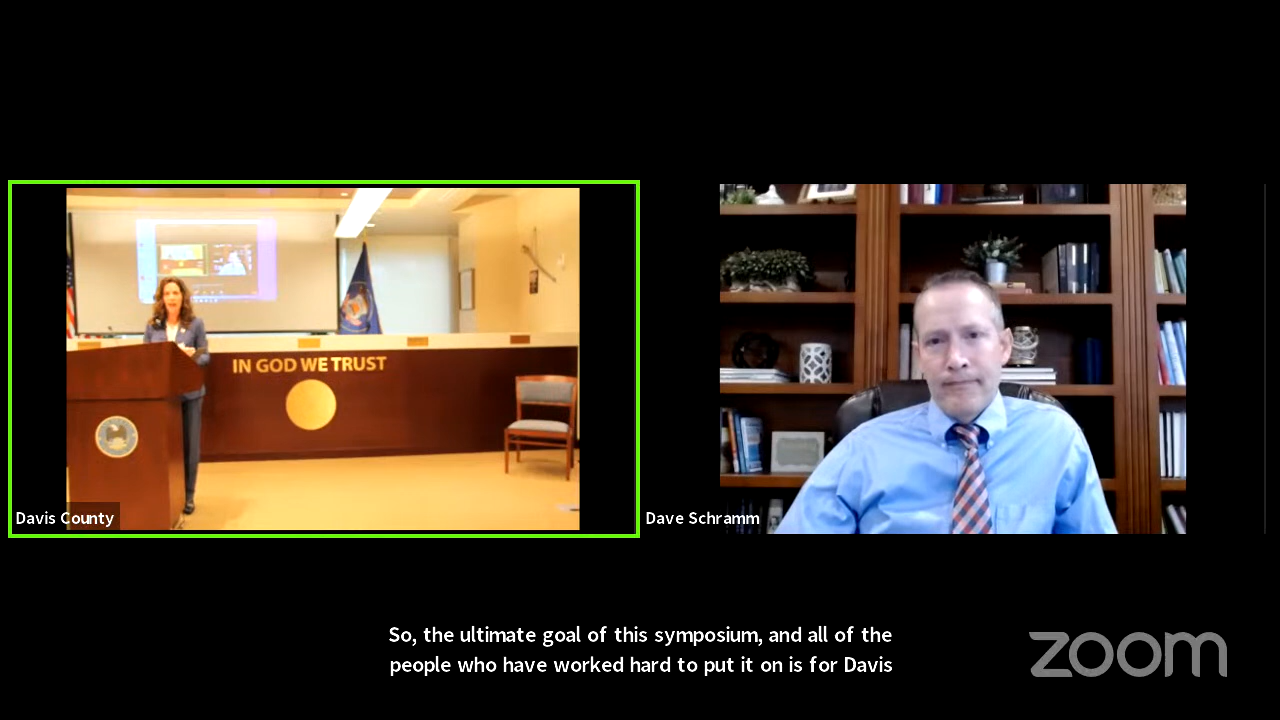 IN GOD WE TRUST
Davis County
Dave Schramm
So, the ultimate goal of this symposium, and all of the
people who have worked hard to put it on is for Davis
zoom